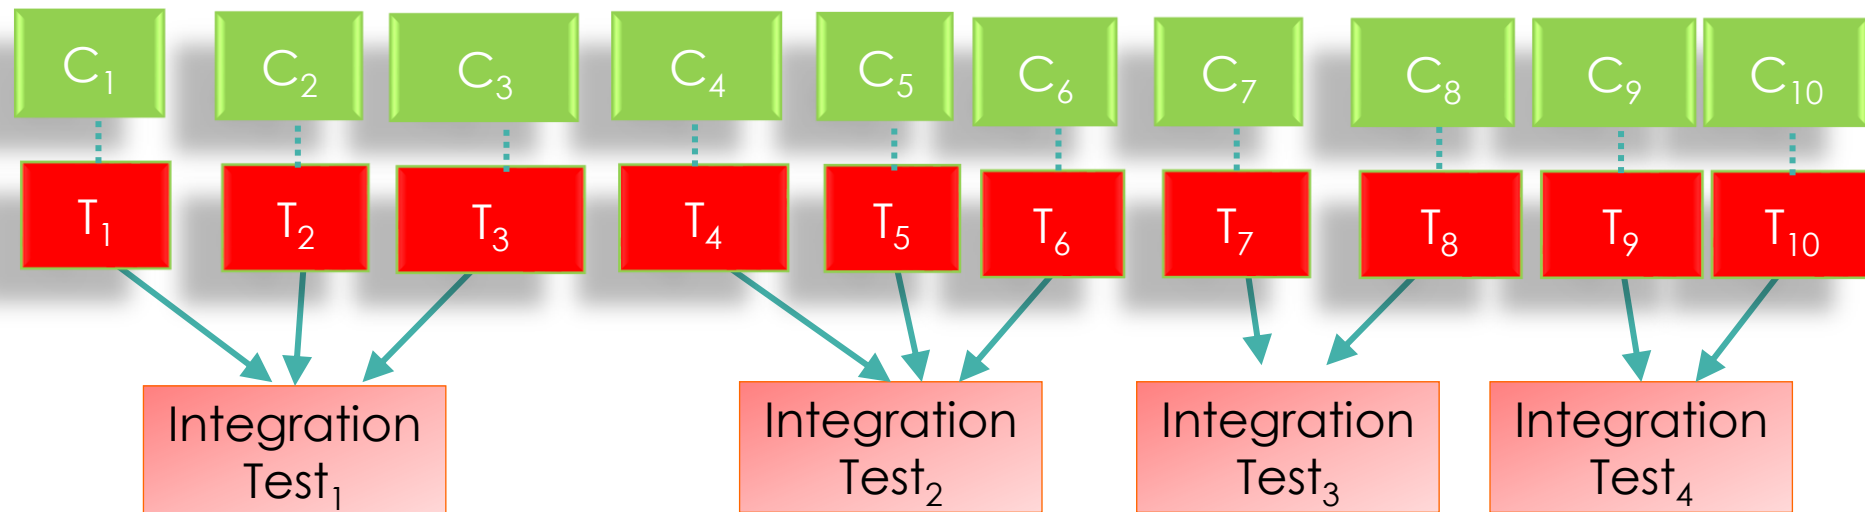 C₁ C₂ C₃ C₄ C₅ C₆ C₇ C₈ C₉ C₁₀
T₁ T₂ T₃ T₄ T₅ T₆ T₇ T₈ T₉ T₁₀
Integration
Test₁
Integration
Test₂
Integration
Test₃
Integration
Test₄